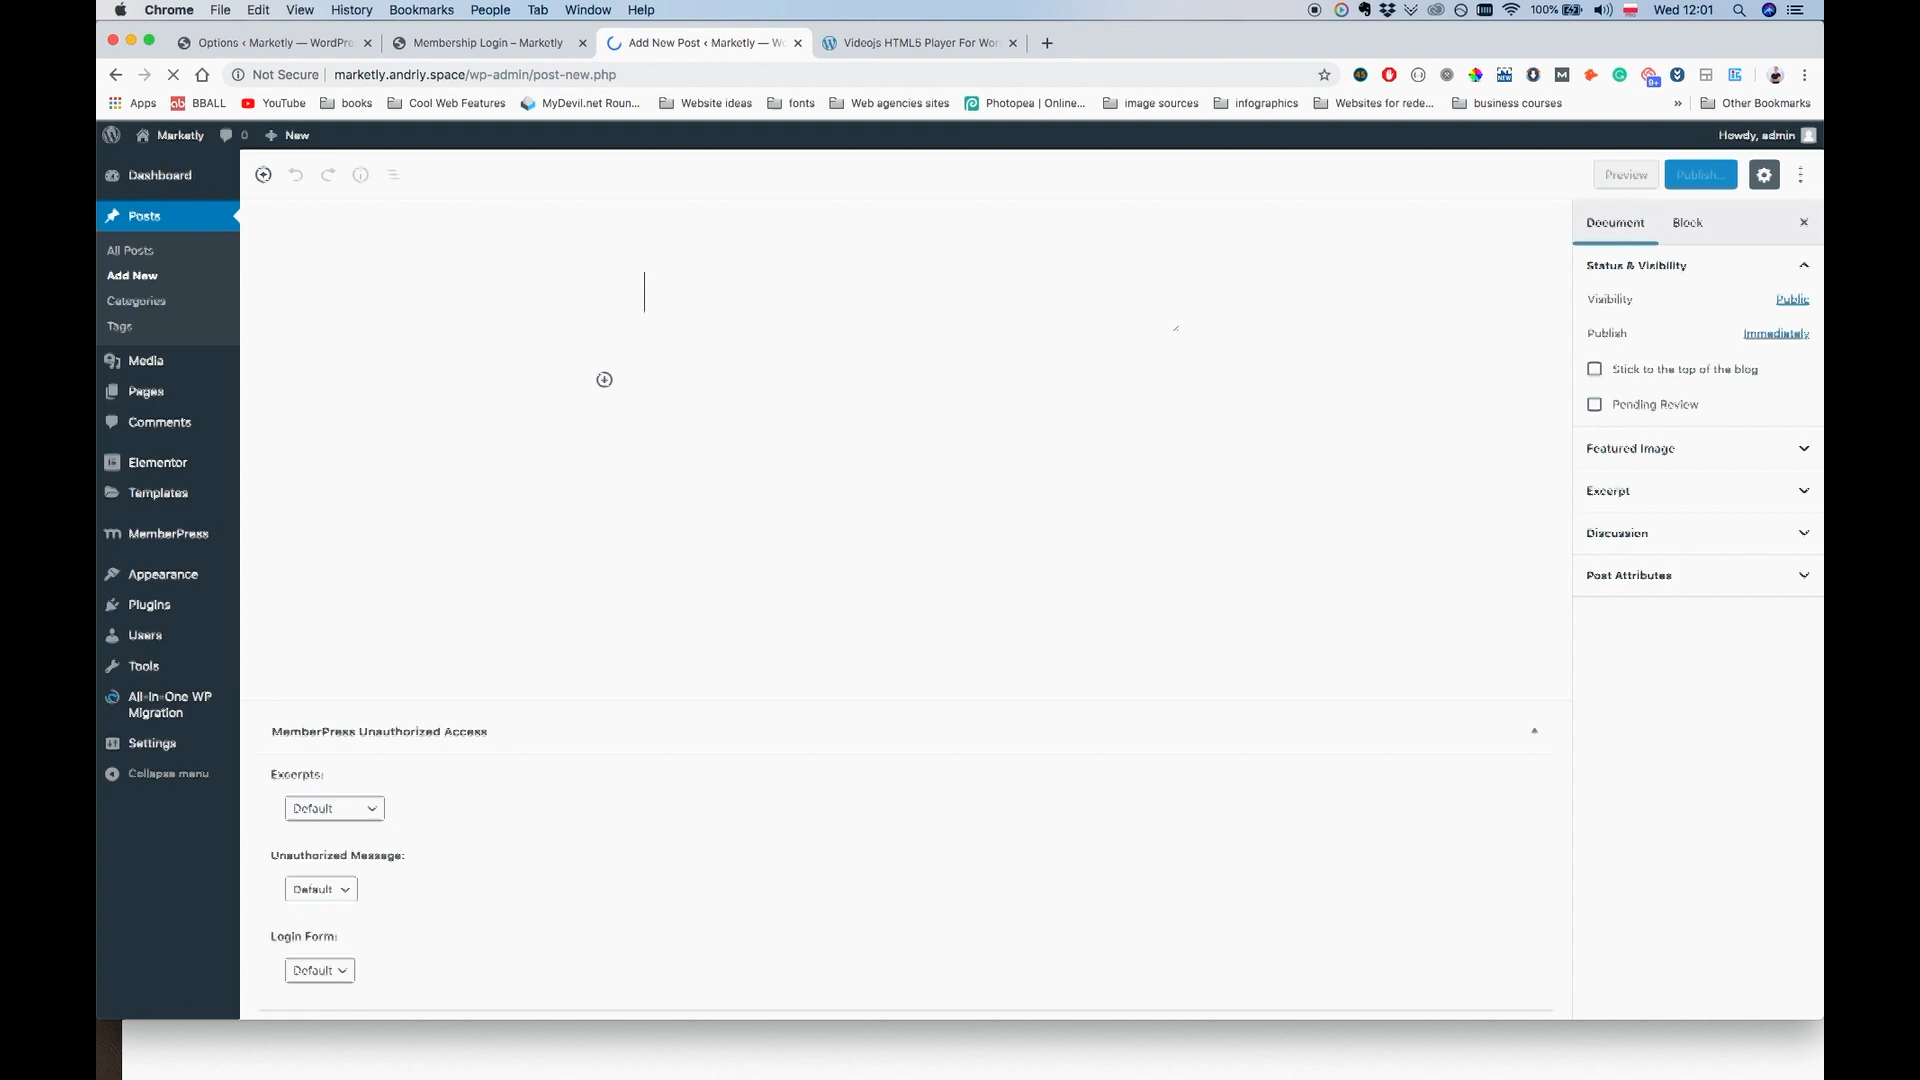 Chrome File Edit View History Bookmarks People Tab Window Help 100% Wed 12:01
Options ‹ Marketly — WordPre Membership Login – Marketly Add New Post ‹ Marketly — Wo Videojs HTML5 Player For Wor
Not Secure marketly.andriy.space/wp-admin/post-new.php
Apps BBALL YouTube books Cool Web Features MyDevil.net Roun... Website ideas fonts Web agencies sites Photopea | Online... image sources infographics Websites for rede... business courses » Other Bookmarks
Marketly 0 New Howdy, admin
Dashboard
Posts
All Posts
Add New
Categories
Tags
Media
Pages
Comments
Elementor
Templates
MemberPress
Appearance
Plugins
Users
Tools
All-in-One WP
Migration
Settings
Collapse menu
Preview Publish...
Document Block
Status & Visibility
Visibility Public
Publish Immediately
Stick to the top of the blog
Pending Review
Featured Image
Excerpt
Discussion
Post Attributes
MemberPress Unauthorized Access
Excerpts:
Default
Unauthorized Message:
Default
Login Form:
Default